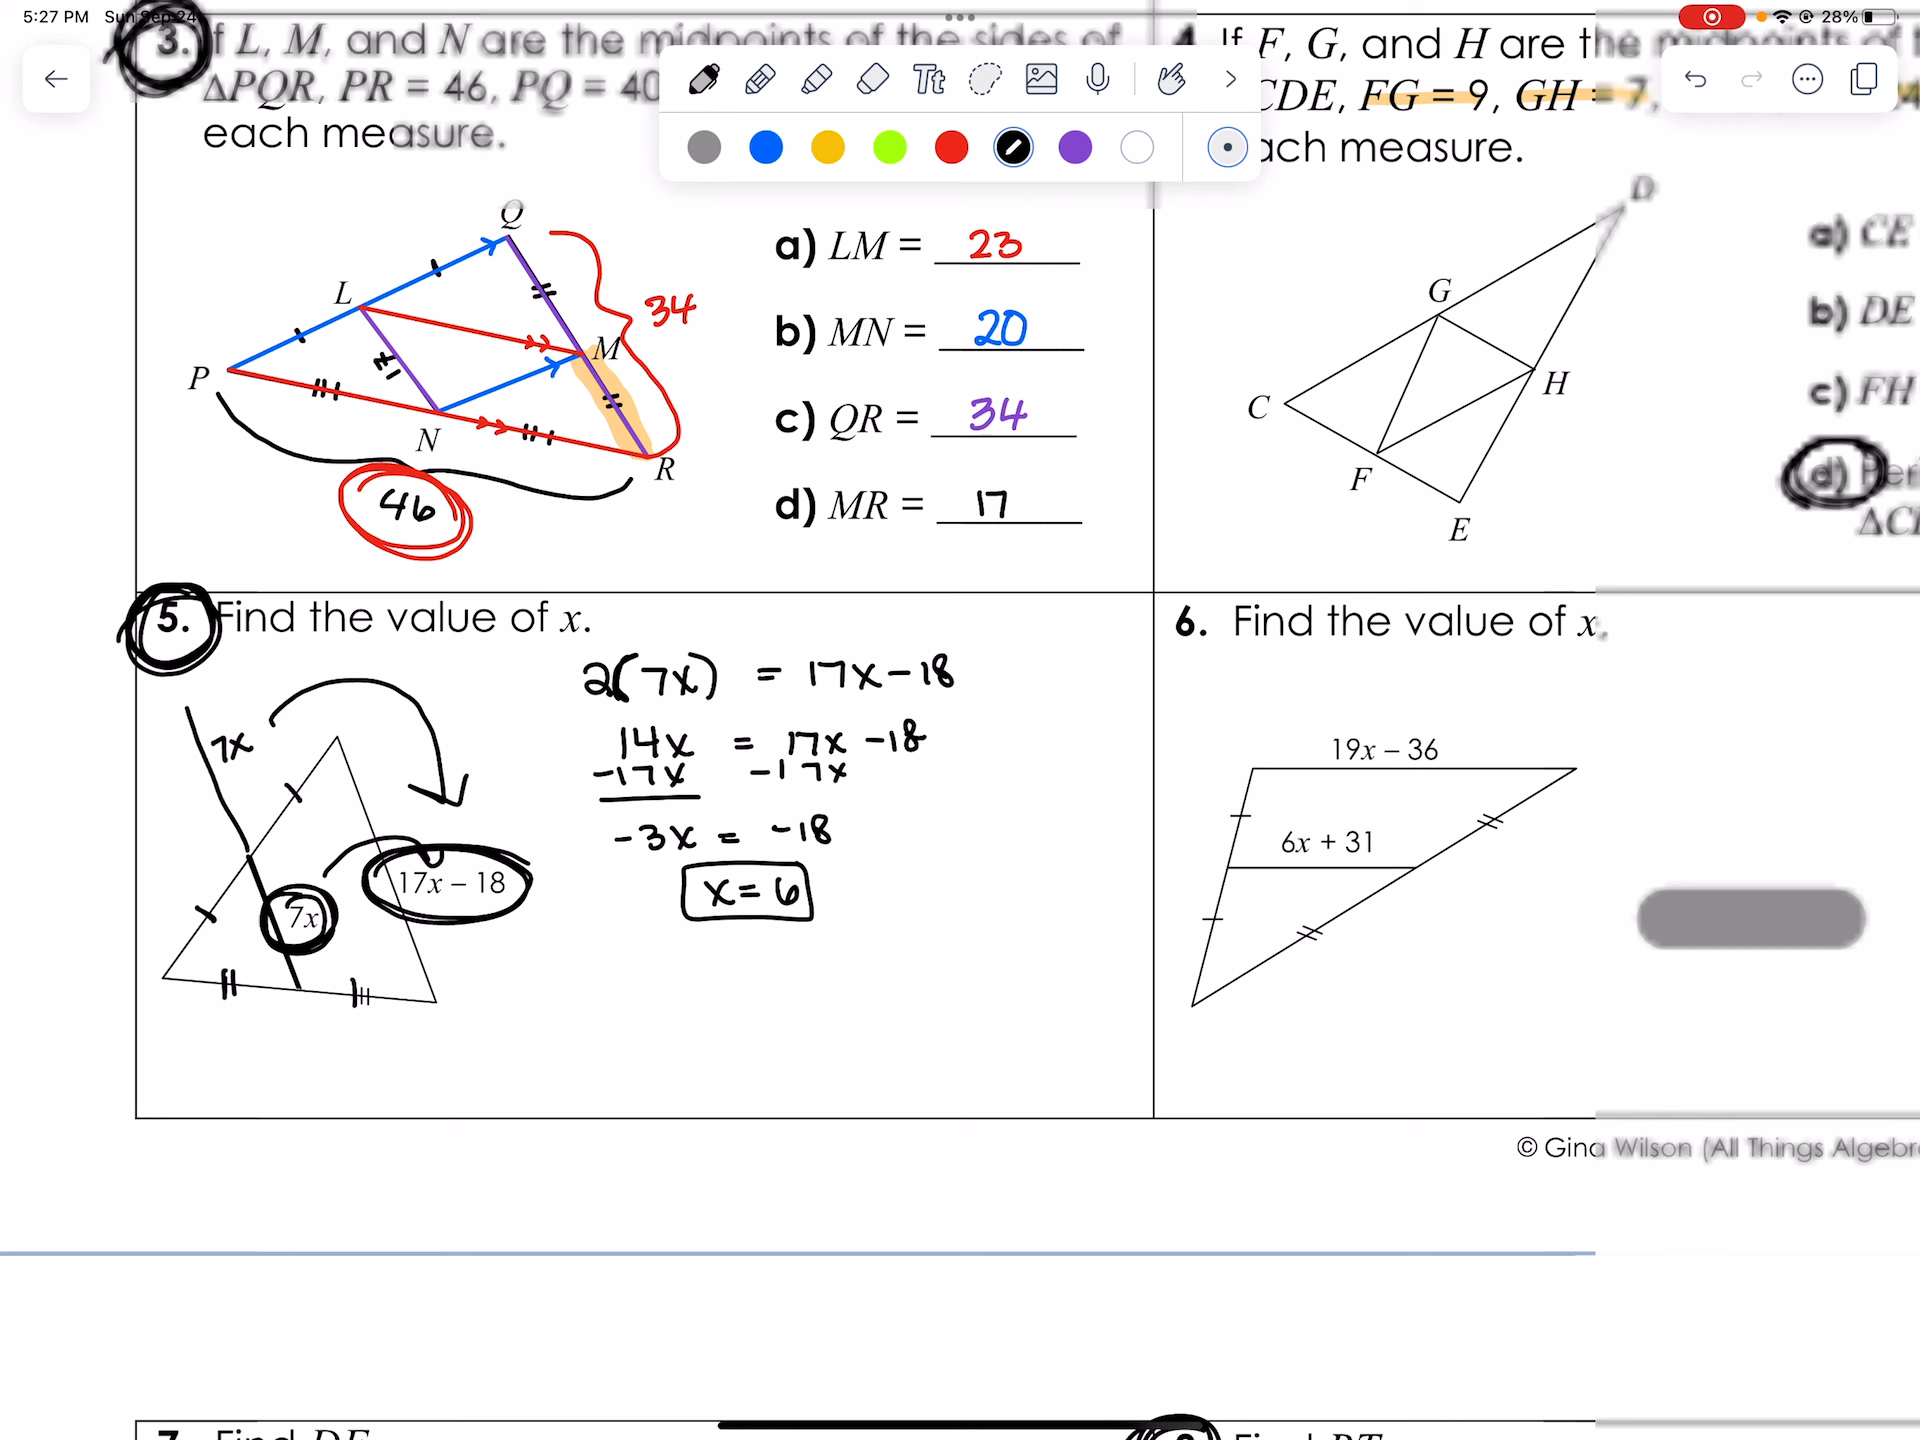 5:27 PM Sun Sep 24
28%
3. If L, M, and N are the midpoints of the sides of
ΔPQR, PR = 46, PQ = 40
each measure.
Tt
Q
L
M
P
N
R
34
46
a) LM = 23
b) MN = 20
c) QR = 34
d) MR = 17
4. If F, G, and H are the midpoints of
CDE, FG = 9, GH = 7,
ach measure.
D
G
H
C
F
E
a) CE
b) DE
c) FH
d) Peri
ΔCI
5. Find the value of x.
7x
7x
17x – 18
2(7x) = 17x – 18
14x = 17x – 18
–17x –17x
–3x = –18
x = 6
6. Find the value of x.
19x – 36
6x + 31
© Gina Wilson (All Things Algebr
7. Find DE
Find